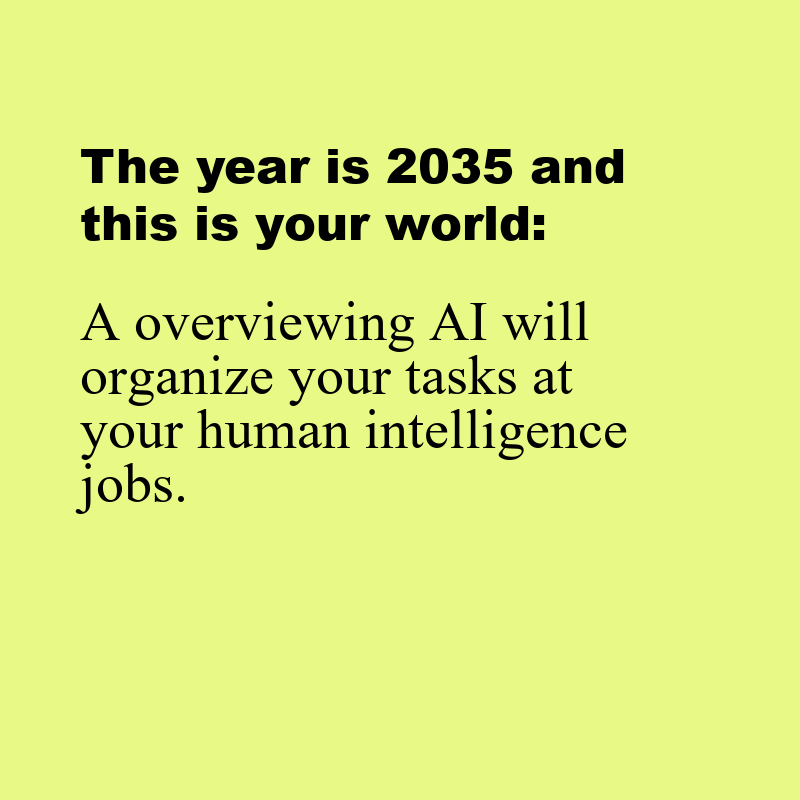 The year is 2035 and
this is your world:
A overviewing AI will
organize your tasks at
your human intelligence
jobs.